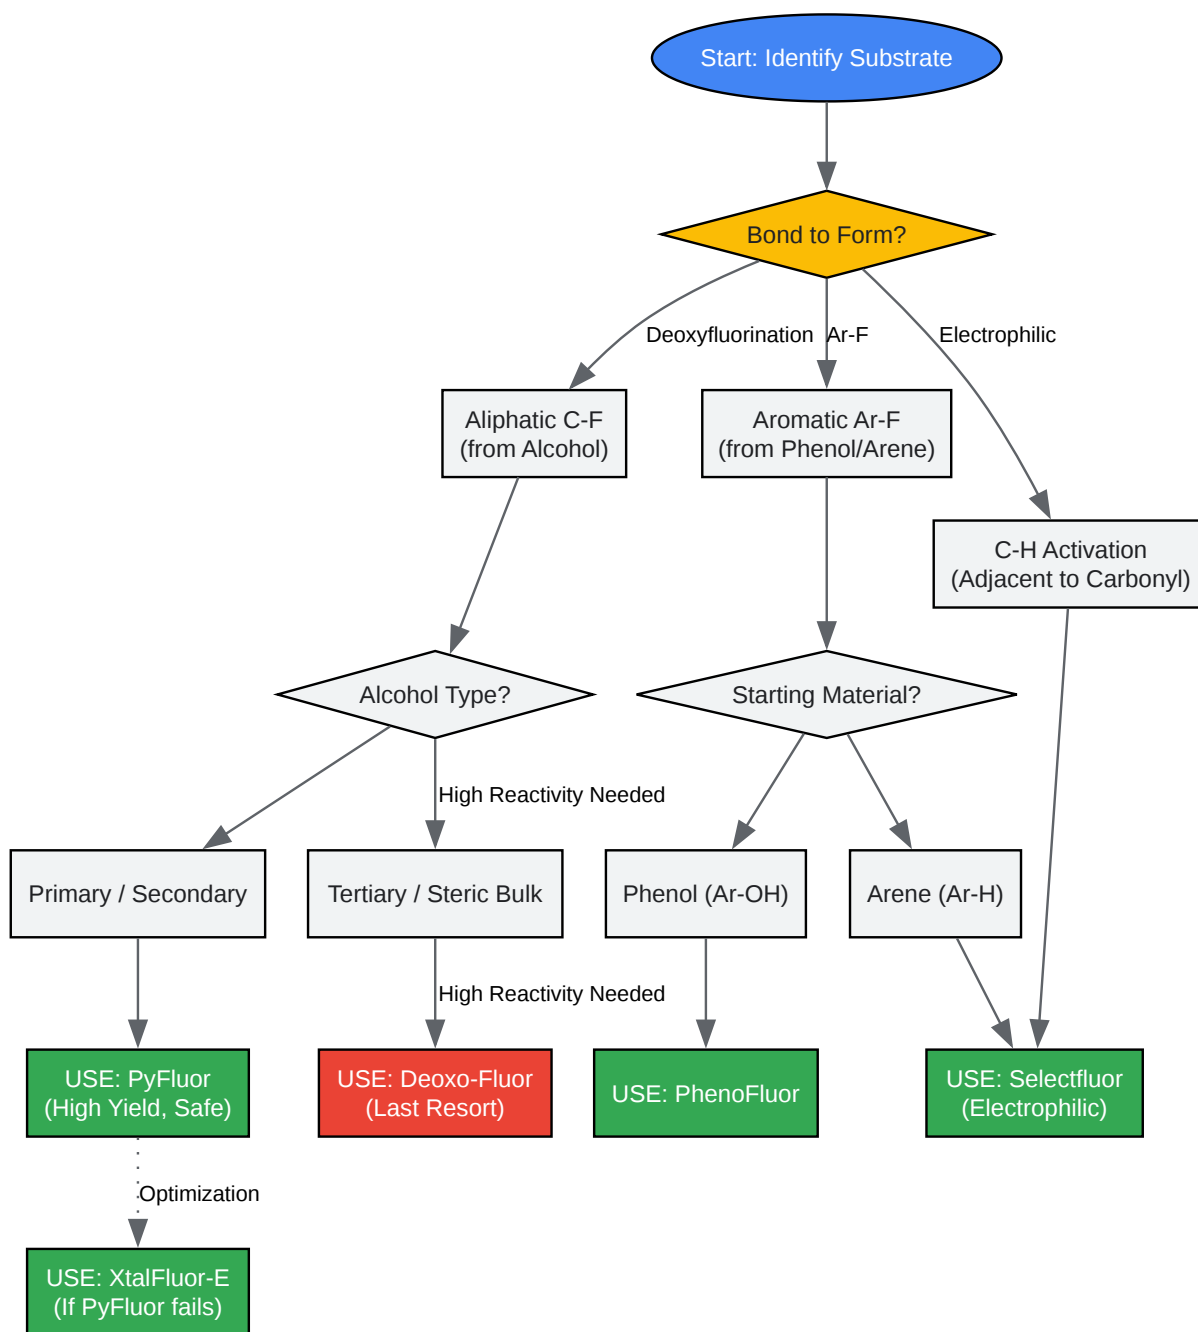 Start: Identify Substrate
Bond to Form?
Deoxyfluorination
Ar-F
Electrophilic
Aliphatic C-F
(from Alcohol)
Aromatic Ar-F
(from Phenol/Arene)
C-H Activation
(Adjacent to Carbonyl)
Alcohol Type?
Starting Material?
High Reactivity Needed
Primary / Secondary
Tertiary / Steric Bulk
Phenol (Ar-OH)
Arene (Ar-H)
High Reactivity Needed
USE: PyFluor
(High Yield, Safe)
USE: Deoxo-Fluor
(Last Resort)
USE: PhenoFluor
USE: Selectfluor
(Electrophilic)
Optimization
USE: XtalFluor-E
(If PyFluor fails)